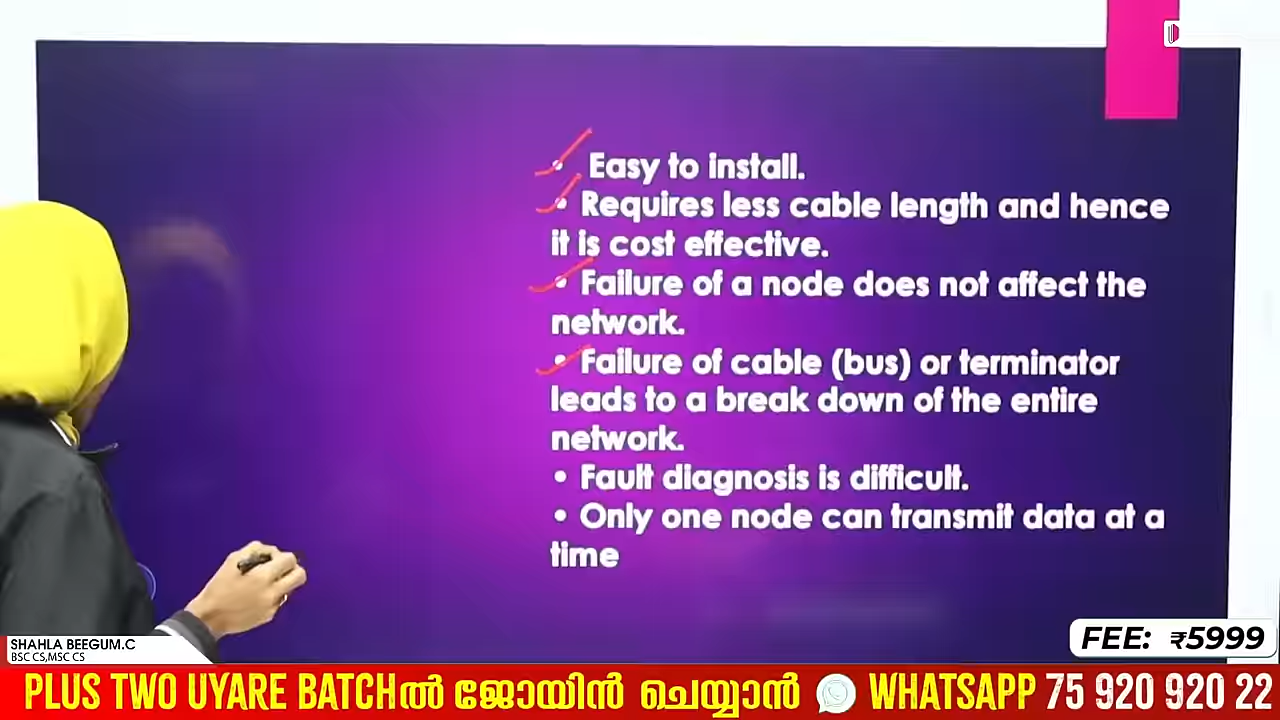 • Easy to install.
• Requires less cable length and hence
it is cost effective.
• Failure of a node does not affect the
network.
• Failure of cable (bus) or terminator
leads to a break down of the entire
network.
• Fault diagnosis is difficult.
• Only one node can transmit data at a
time
FEE: ₹5999
SHAHLA BEEGUM.C
BSC CS,MSC CS
PLUS TWO UYARE BATCHൽ ജോയിൻ ചെയ്യാൻ WHATSAPP 75 920 920 22